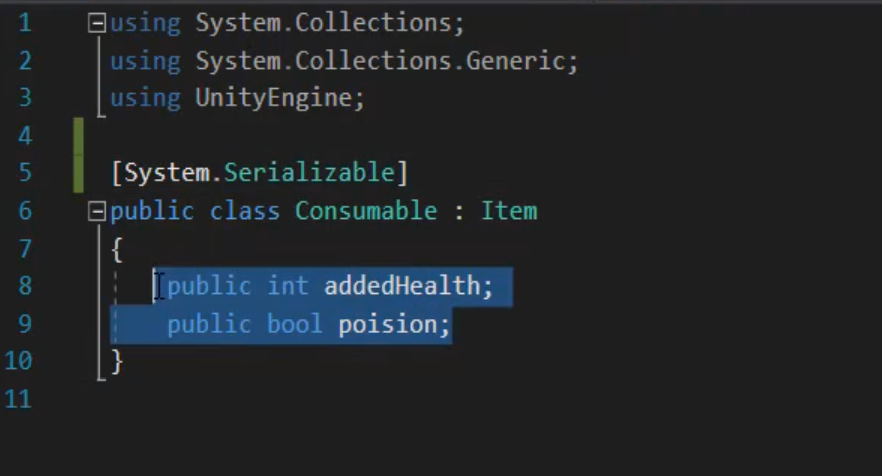 1 using System.Collections;
2 using System.Collections.Generic;
3 using UnityEngine;
4
5 [System.Serializable]
6 public class Consumable : Item
7 {
8 public int addedHealth;
9 public bool poision;
10 }
11